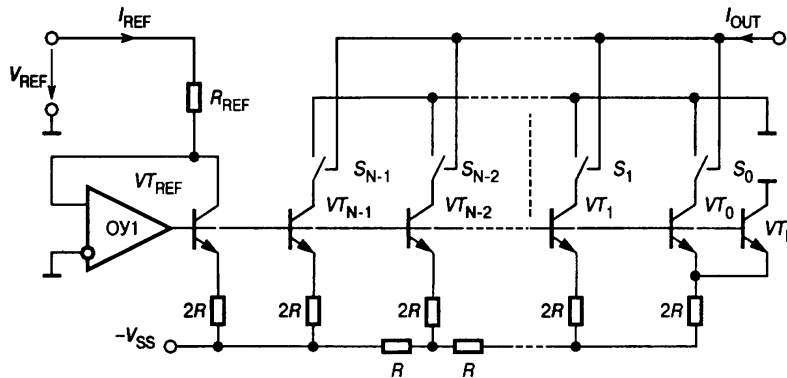 I_REF
I_OUT
V_REF
R_REF
S_N-1
S_N-2
S_1
S_0
VT_REF
VT_N-1
VT_N-2
VT_1
VT_0
ОУ1
2R
2R
2R
2R
2R
-V_SS
R
R